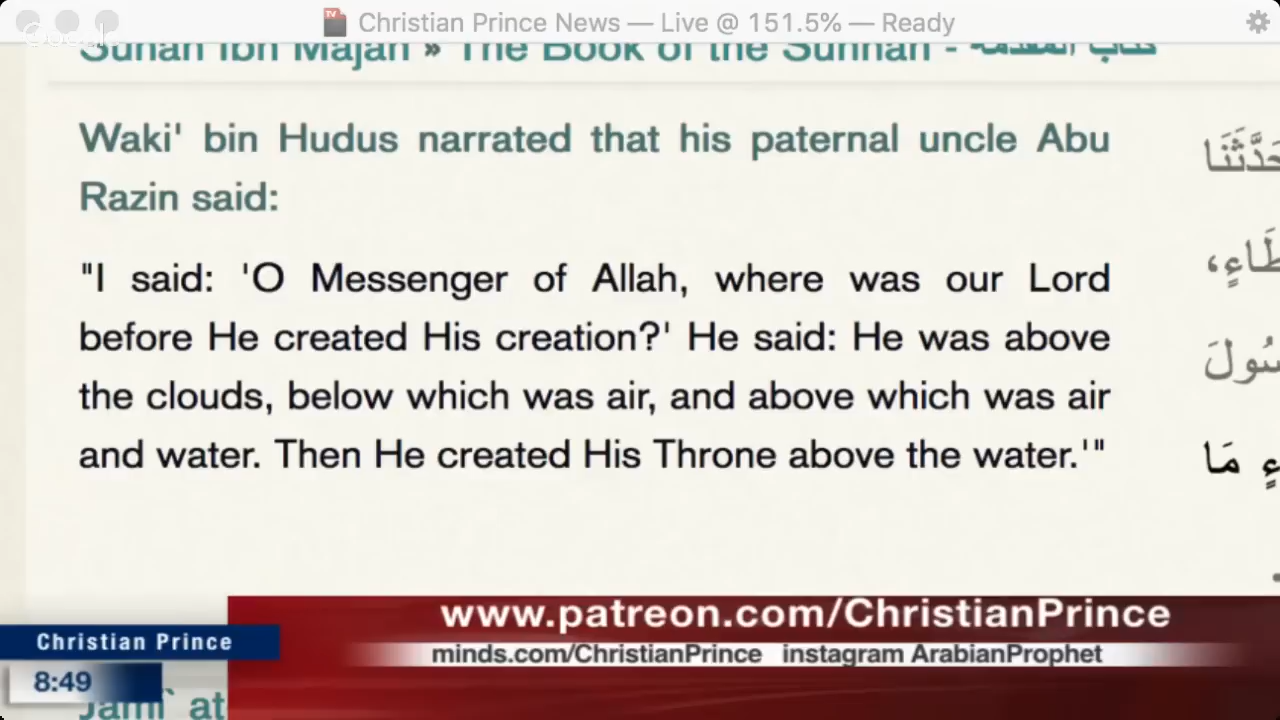 Christian Prince News — Live @ 151.5% — Ready
Google
Sunan Ibn Majah » The Book of the Sunnah - كتاب المقدمة
Waki' bin Hudus narrated that his paternal uncle Abu
Razin said:
"I said: 'O Messenger of Allah, where was our Lord
before He created His creation?' He said: He was above
the clouds, below which was air, and above which was air
and water. Then He created His Throne above the water.'"
مَا
www.patreon.com/ChristianPrince
Christian Prince
minds.com/ChristianPrince instagram ArabianProphet
8:49